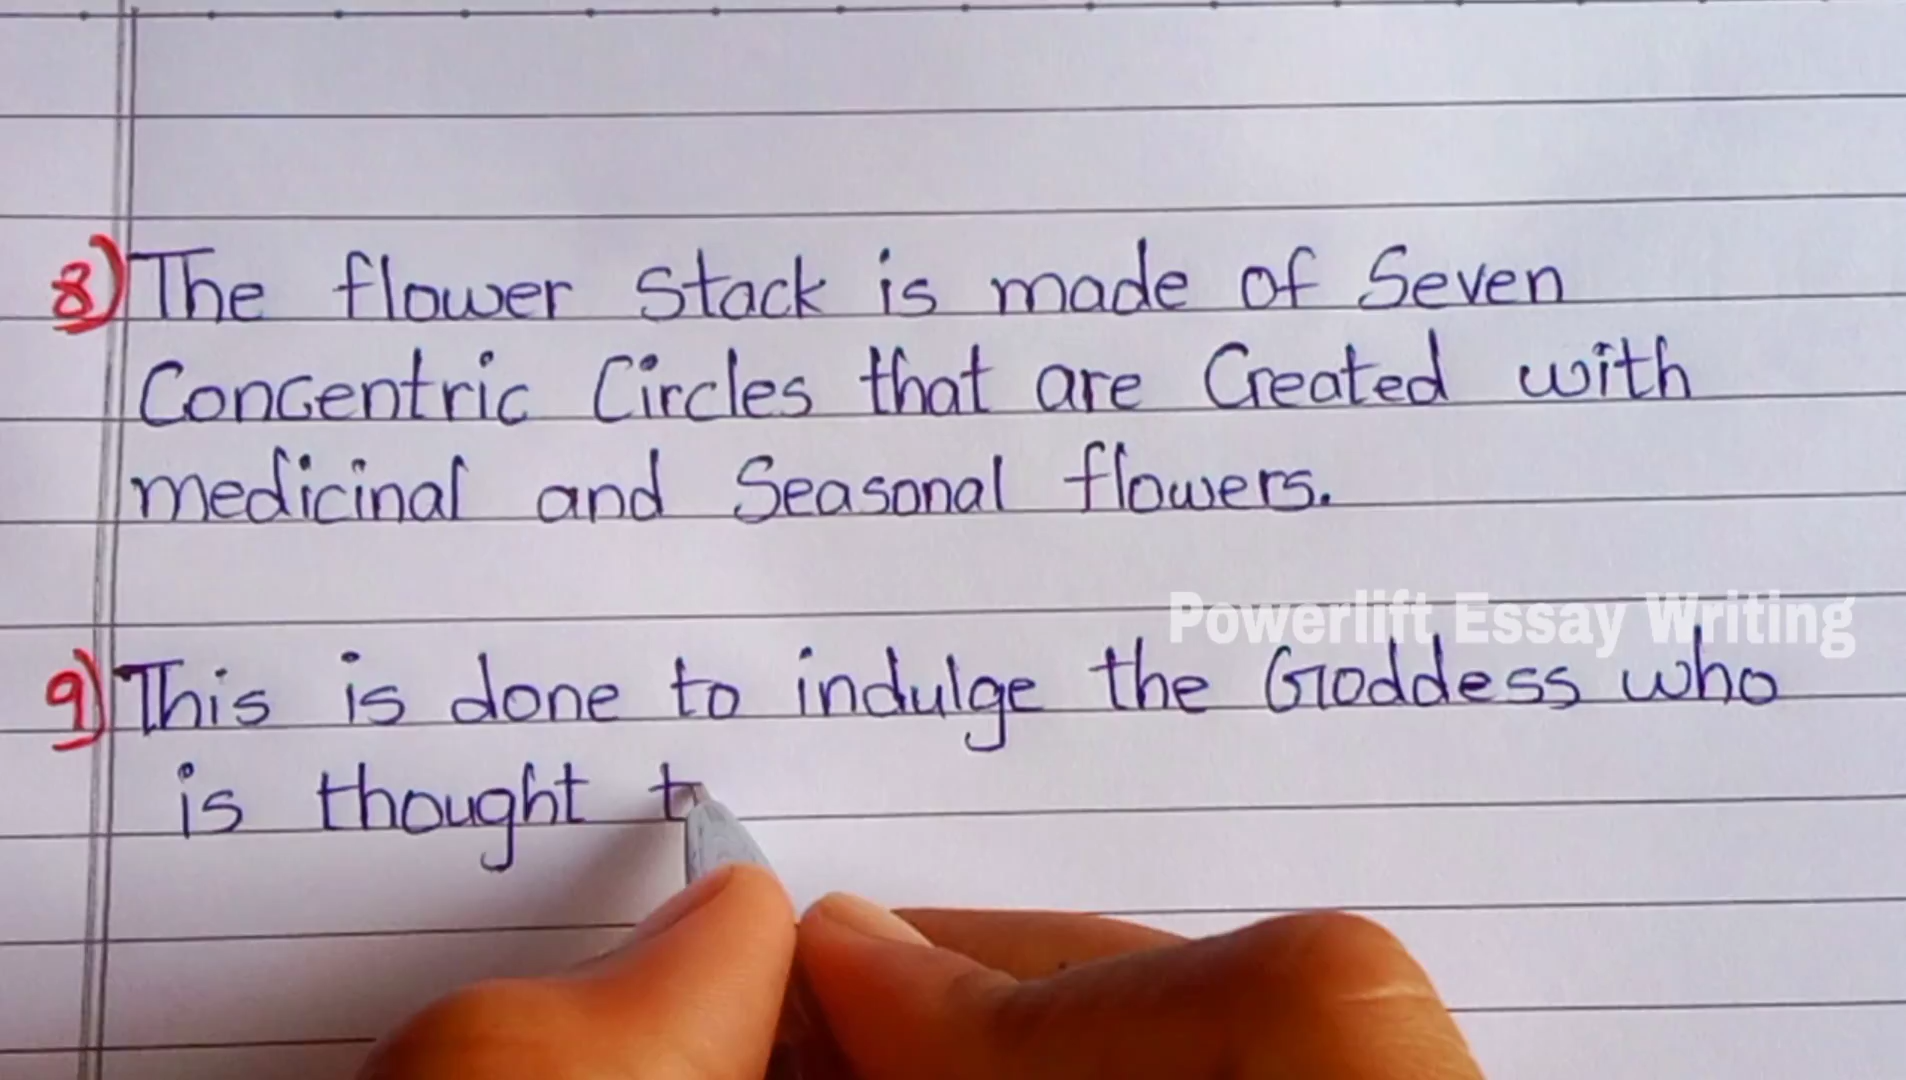 8) The flower Stack is made of Seven
Concentric Circles that are Created with
medicinal and Seasonal flowers.
Powerlift Essay Writing
9) This is done to indulge the Goddess who
is thought t